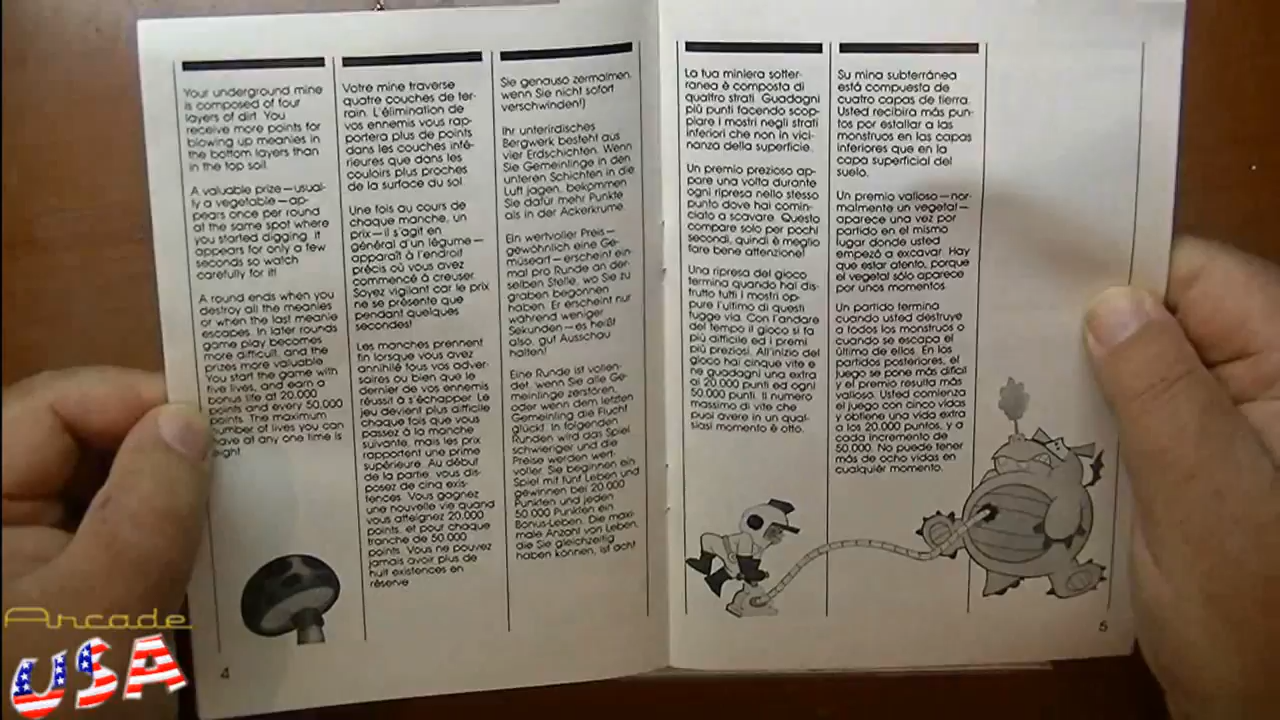 Your underground mine
is composed of four
layers of dirt. You
receive more points for
blowing up meanies in
the bottom layers than
in the top soil.
A valuable prize—usual-
ly a vegetable—ap-
pears once per round
at the same spot where
you started digging. It
appears for only a few
seconds so watch
carefully for it!
A round ends when you
destroy all the meanies
or when the last meanie
escapes. In later rounds
game play becomes
more difficult, and the
prizes more valuable.
You start the game with
five lives, and earn a
bonus life at 20.000
points and every 50.000
points. The maximum
number of lives you can
have at any one time is
eight.
4
Votre mine traverse
quatre couches de ter-
rain. L'élimination de
vos ennemis vous rap-
portera plus de points
dans les couches infé-
rieures que dans les
couloirs plus proches
de la surface du sol.
Une fois au cours de
chaque manche, un
prix—il s'agit en
général d'un légume—
apparaît à l'endroit
précis où vous avez
commencé à creuser.
Soyez vigilant car le prix
ne se présente que
pendant quelques
secondes!
Les manches prennent
fin lorsque vous avez
annihilé tous vos adver-
saires ou bien que le
dernier de vos ennemis
réussit à s'échapper. Le
jeu devient plus difficile
chaque fois que vous
passez à la manche
suivante, mais les prix
rapportent une prime
supérieure. Au début
de la partie, vous dis-
posez de cinq exis-
tences. Vous gagnez
une nouvelle vie quand
vous atteignez 20.000
points, et pour chaque
tranche de 50.000
points. Vous ne pouvez
jamais avoir plus de
huit existences en
réserve
Sie genauso zermalmen,
wenn Sie nicht sofort
verschwinden!)
Ihr unterirdisches
Bergwerk besteht aus
vier Erdschichten. Wenn
Sie Gemeinlinge in den
unteren Schichten in die
Luft jagen, bekommen
Sie dafür mehr Punkte
als in der Ackerkrume.
Ein wertvoller Preis—
gewöhnlich eine Ge-
müseart—erscheint ein-
mal pro Runde an der-
selben Stelle, wo Sie zu
graben begonnen
haben. Er erscheint nur
während weniger
Sekunden—es heißt
also, gut Ausschau
halten!
Eine Runde ist vollen-
det, wenn Sie alle Ge-
meinlinge zerstören,
oder wenn dem letzten
Gemeinling die Flucht
glückt. In folgenden
Runden wird das Spiel
schwieriger und die
Preise werden wert-
voller. Sie beginnen ein
Spiel mit fünf Leben und
gewinnen bei 20.000
Punkten und jeden
50.000 Punkten ein
Bonus-Leben. Die maxi-
male Anzahl von Leben,
die Sie gleichzeitig
haben können, ist acht
La tua miniera sotter-
ranea è composta di
quattro strati. Guadagni
più punti facendo scop-
piare i mostri negli strati
inferiori che non in vici-
nanza della superficie.
Un premio prezioso ap-
pare una volta durante
ogni ripresa nello stesso
punto dove hai comin-
ciato a scavare. Questo
compare solo per pochi
secondi, quindi è meglio
fare bene attenzione!
Una ripresa del gioco
termina quando hai dis-
trutto tutti i mostri op-
pure l'ultimo di questi
fugge via. Con l'andare
del tempo il gioco si fa
più difficile ed i premi
più preziosi. All'inizio del
gioco hai cinque vite e
ne guadagni una extra
ai 20.000 punti ed ogni
50.000 punti. Il numero
massimo di vite che
puoi avere in un qual-
siasi momento è otto.
Su mina subterránea
está compuesta de
cuatro capas de tierra.
Usted recibirá más pun-
tos por estallar a las
monstruos en las capas
inferiores que en la
capa superficial del
suelo.
Un premio valioso—nor-
malmente un vegetal—
aparece una vez por
partido en el mismo
lugar donde usted
empezó a excavar. Hay
que estar atento, porque
el vegetal sólo aparece
por unos momentos.
Un partido termina
cuando usted destruye
a todos los monstruos o
cuando se escapa el
último de ellos. En los
partidos posteriores, el
juego se pone más difícil
y el premio resulta más
valioso. Usted comienza
el juego con cinco vidas
y obtiene una vida extra
a los 20.000 puntos, y a
cada incremento de
50.000. No puede tener
más de ocho vidas en
cualquiér momento.
5
Arcade
USA